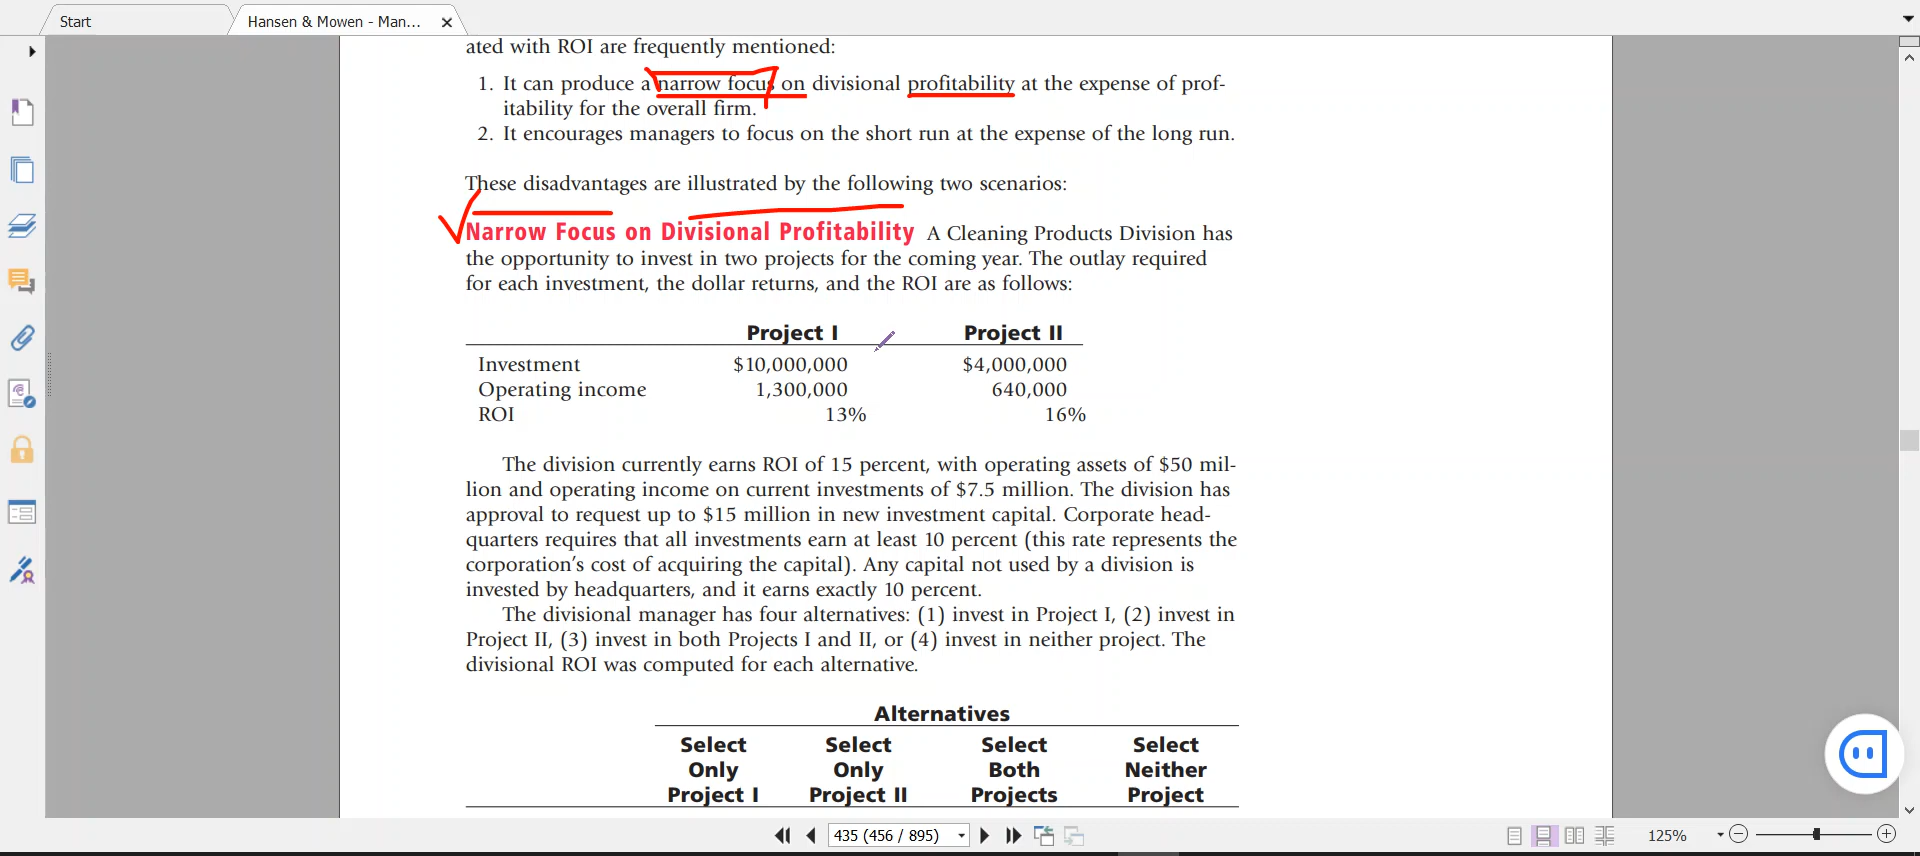 Start
Hansen & Mowen - Man...
ated with ROI are frequently mentioned:
1. It can produce a narrow focus on divisional profitability at the expense of prof-
itability for the overall firm.
2. It encourages managers to focus on the short run at the expense of the long run.
These disadvantages are illustrated by the following two scenarios:
Narrow Focus on Divisional Profitability A Cleaning Products Division has
the opportunity to invest in two projects for the coming year. The outlay required
for each investment, the dollar returns, and the ROI are as follows:
Project I Project II
Investment $10,000,000 $4,000,000
Operating income 1,300,000 640,000
ROI 13% 16%
The division currently earns ROI of 15 percent, with operating assets of $50 mil-
lion and operating income on current investments of $7.5 million. The division has
approval to request up to $15 million in new investment capital. Corporate head-
quarters requires that all investments earn at least 10 percent (this rate represents the
corporation's cost of acquiring the capital). Any capital not used by a division is
invested by headquarters, and it earns exactly 10 percent.
The divisional manager has four alternatives: (1) invest in Project I, (2) invest in
Project II, (3) invest in both Projects I and II, or (4) invest in neither project. The
divisional ROI was computed for each alternative.
Alternatives
Select Select Select Select
Only Only Both Neither
Project I Project II Projects Project
435 (456 / 895)
125%